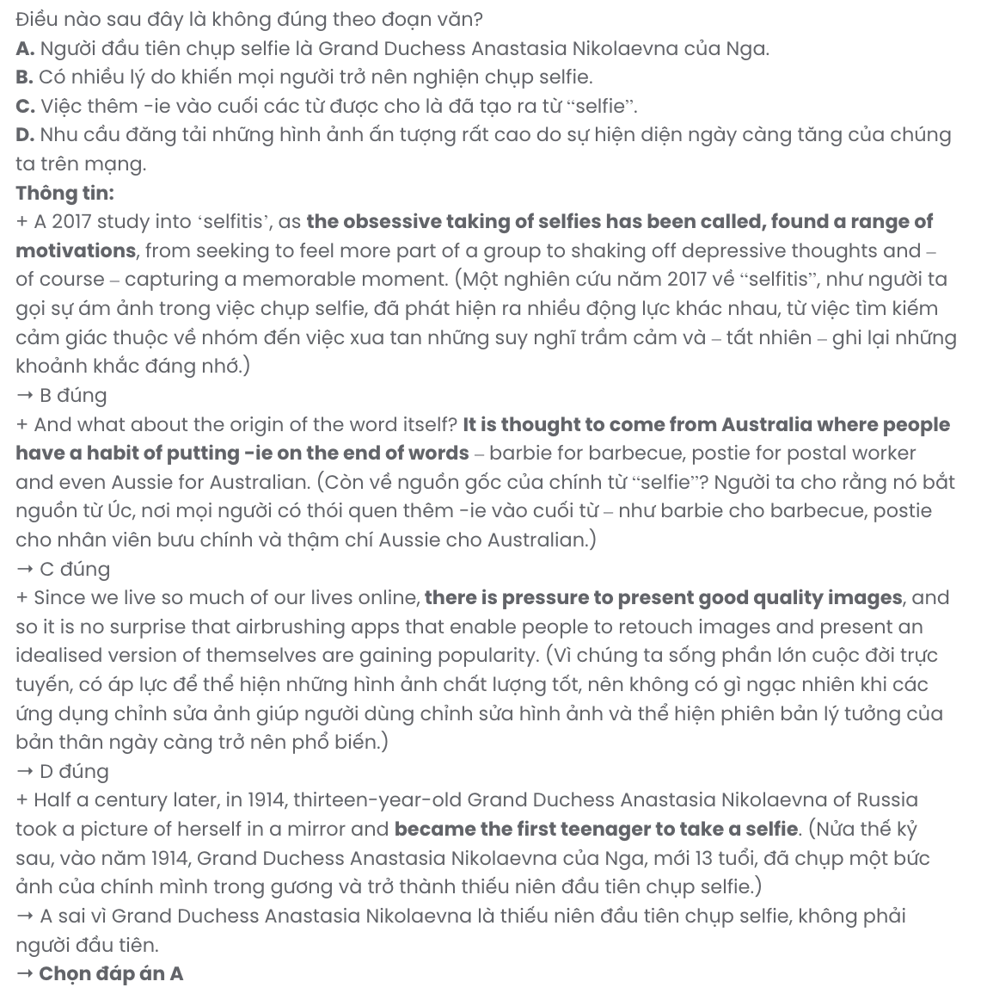 Điều nào sau đây là không đúng theo đoạn văn?
A. Người đầu tiên chụp selfie là Grand Duchess Anastasia Nikolaevna của Nga.
B. Có nhiều lý do khiến mọi người trở nên nghiện chụp selfie.
C. Việc thêm -ie vào cuối các từ được cho là đã tạo ra từ “selfie”.
D. Nhu cầu đăng tải những hình ảnh ấn tượng rất cao do sự hiện diện ngày càng tăng của chúng
ta trên mạng.
Thông tin:
+ A 2017 study into ‘selfitis’, as the obsessive taking of selfies has been called, found a range of
motivations, from seeking to feel more part of a group to shaking off depressive thoughts and –
of course – capturing a memorable moment. (Một nghiên cứu năm 2017 về “selfitis”, như người ta
gọi sự ám ảnh trong việc chụp selfie, đã phát hiện ra nhiều động lực khác nhau, từ việc tìm kiếm
cảm giác thuộc về nhóm đến việc xua tan những suy nghĩ trầm cảm và – tất nhiên – ghi lại những
khoảnh khắc đáng nhớ.)
→ B đúng
+ And what about the origin of the word itself? It is thought to come from Australia where people
have a habit of putting -ie on the end of words – barbie for barbecue, postie for postal worker
and even Aussie for Australian. (Còn về nguồn gốc của chính từ “selfie”? Người ta cho rằng nó bắt
nguồn từ Úc, nơi mọi người có thói quen thêm -ie vào cuối từ – như barbie cho barbecue, postie
cho nhân viên bưu chính và thậm chí Aussie cho Australian.)
→ C đúng
+ Since we live so much of our lives online, there is pressure to present good quality images, and
so it is no surprise that airbrushing apps that enable people to retouch images and present an
idealised version of themselves are gaining popularity. (Vì chúng ta sống phần lớn cuộc đời trực
tuyến, có áp lực để thể hiện những hình ảnh chất lượng tốt, nên không có gì ngạc nhiên khi các
ứng dụng chỉnh sửa ảnh giúp người dùng chỉnh sửa hình ảnh và thể hiện phiên bản lý tưởng của
bản thân ngày càng trở nên phổ biến.)
→ D đúng
+ Half a century later, in 1914, thirteen-year-old Grand Duchess Anastasia Nikolaevna of Russia
took a picture of herself in a mirror and became the first teenager to take a selfie. (Nửa thế kỷ
sau, vào năm 1914, Grand Duchess Anastasia Nikolaevna của Nga, mới 13 tuổi, đã chụp một bức
ảnh của chính mình trong gương và trở thành thiếu niên đầu tiên chụp selfie.)
→ A sai vì Grand Duchess Anastasia Nikolaevna là thiếu niên đầu tiên chụp selfie, không phải
người đầu tiên.
→ Chọn đáp án A